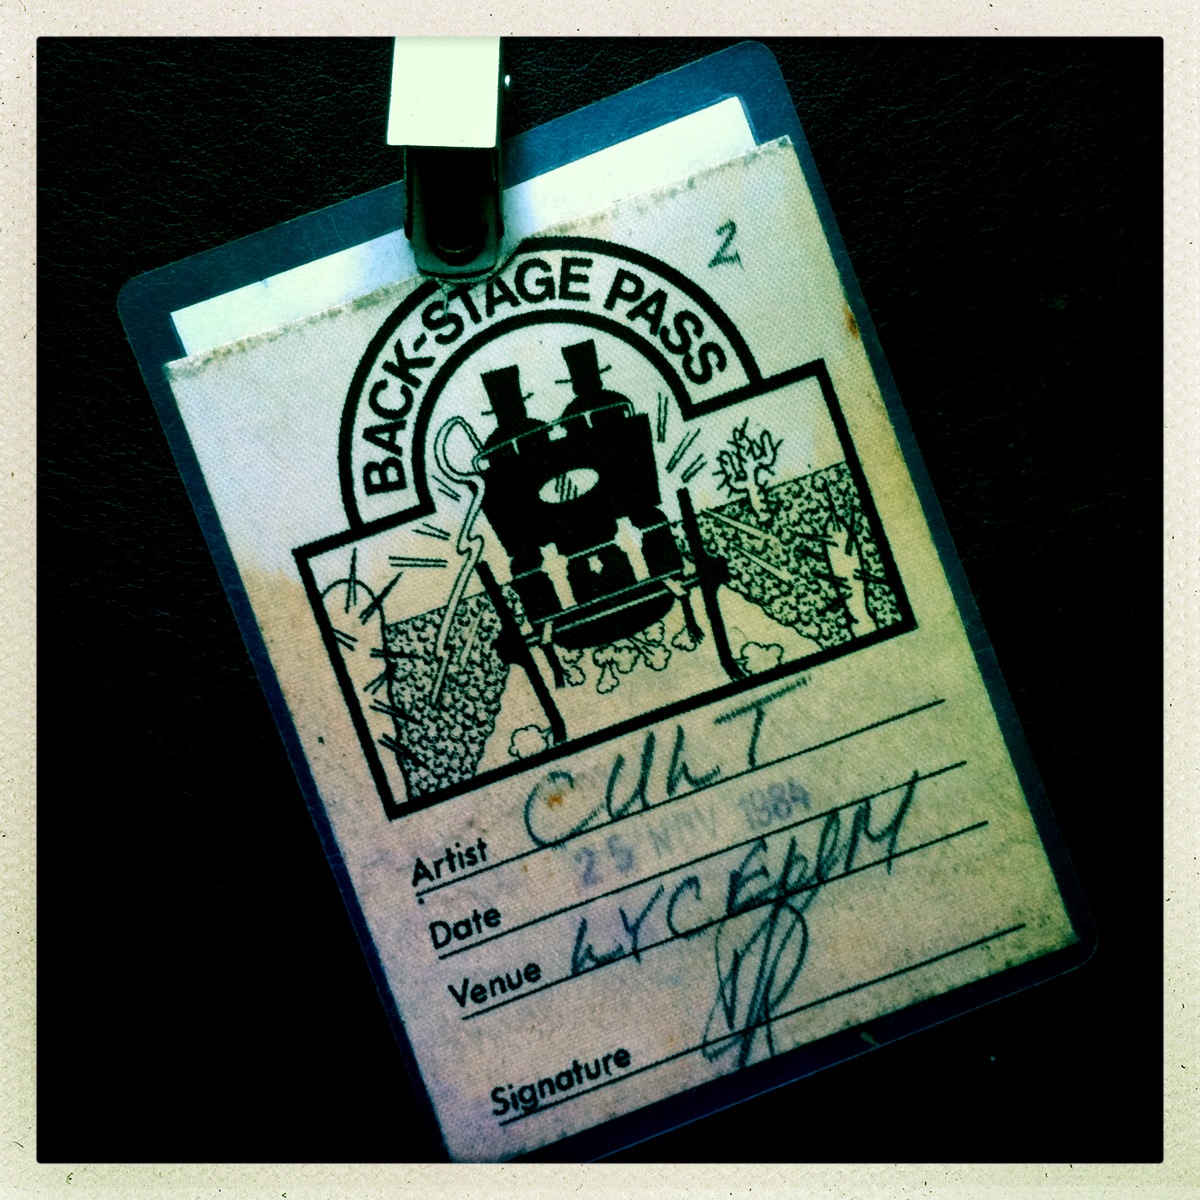 2
BACK-STAGE PASS
Artist CULT
Date 25 NOV 1984
Venue LYCEUM
Signature